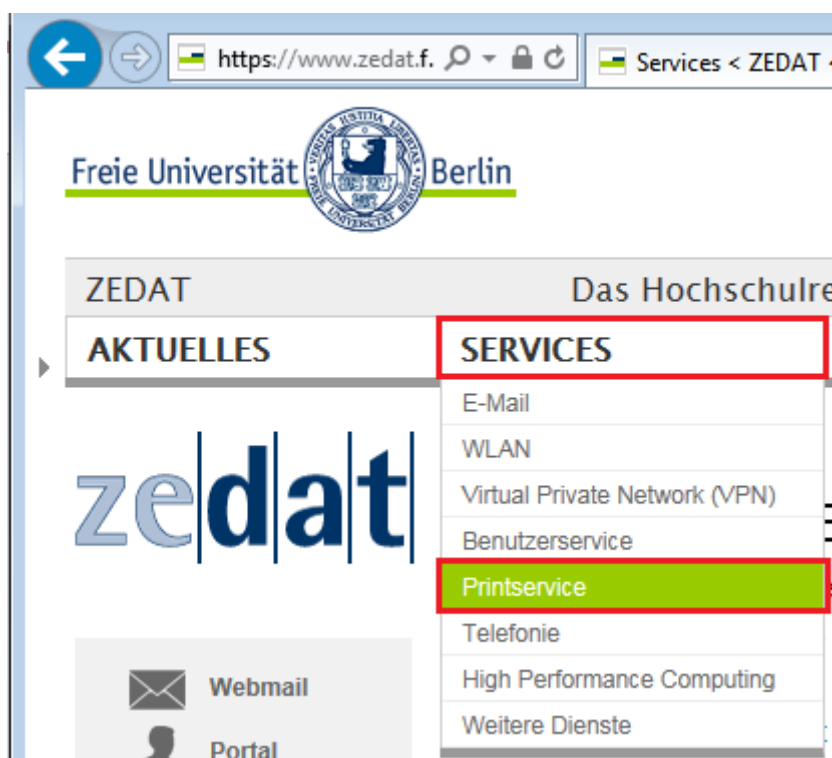 https://www.zedat.f.
Services < ZEDAT
Freie Universität Berlin
ZEDAT
Das Hochschulre
AKTUELLES
SERVICES
E-Mail
WLAN
Virtual Private Network (VPN)
Benutzerservice
Printservice
Telefonie
High Performance Computing
Weitere Dienste
zedat
Webmail
Portal